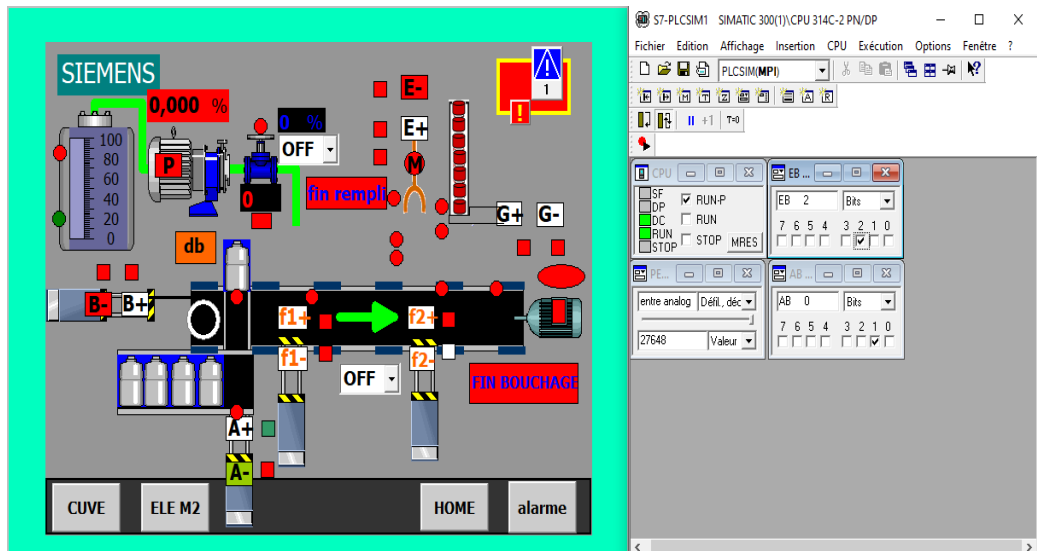 SIEMENS
0,000 %
0 %
OFF
E-
E+
M
1
!
100
80
60
40
20
0
P
0
fin rempli
G+
G-
db
B-
B+
f1+
f2+
f1-
f2-
OFF
FIN BOUCHAGE
A+
A-
CUVE
ELE M2
HOME
alarme
S7-PLCSIM1 SIMATIC 300(1)\CPU 314C-2 PN/DP
Fichier Edition Affichage Insertion CPU Exécution Options Fenêtre ?
PLCSIM(MPI)
+1 T=0
CPU
SF
DP
DC
RUN
STOP
RUN-P
RUN
STOP
MRES
EB ...
EB 2
Bits
7 6 5 4 3 2 1 0
PE...
entre analog
Défil., déc
27648
Valeur
AB ...
AB 0
Bits
7 6 5 4 3 2 1 0